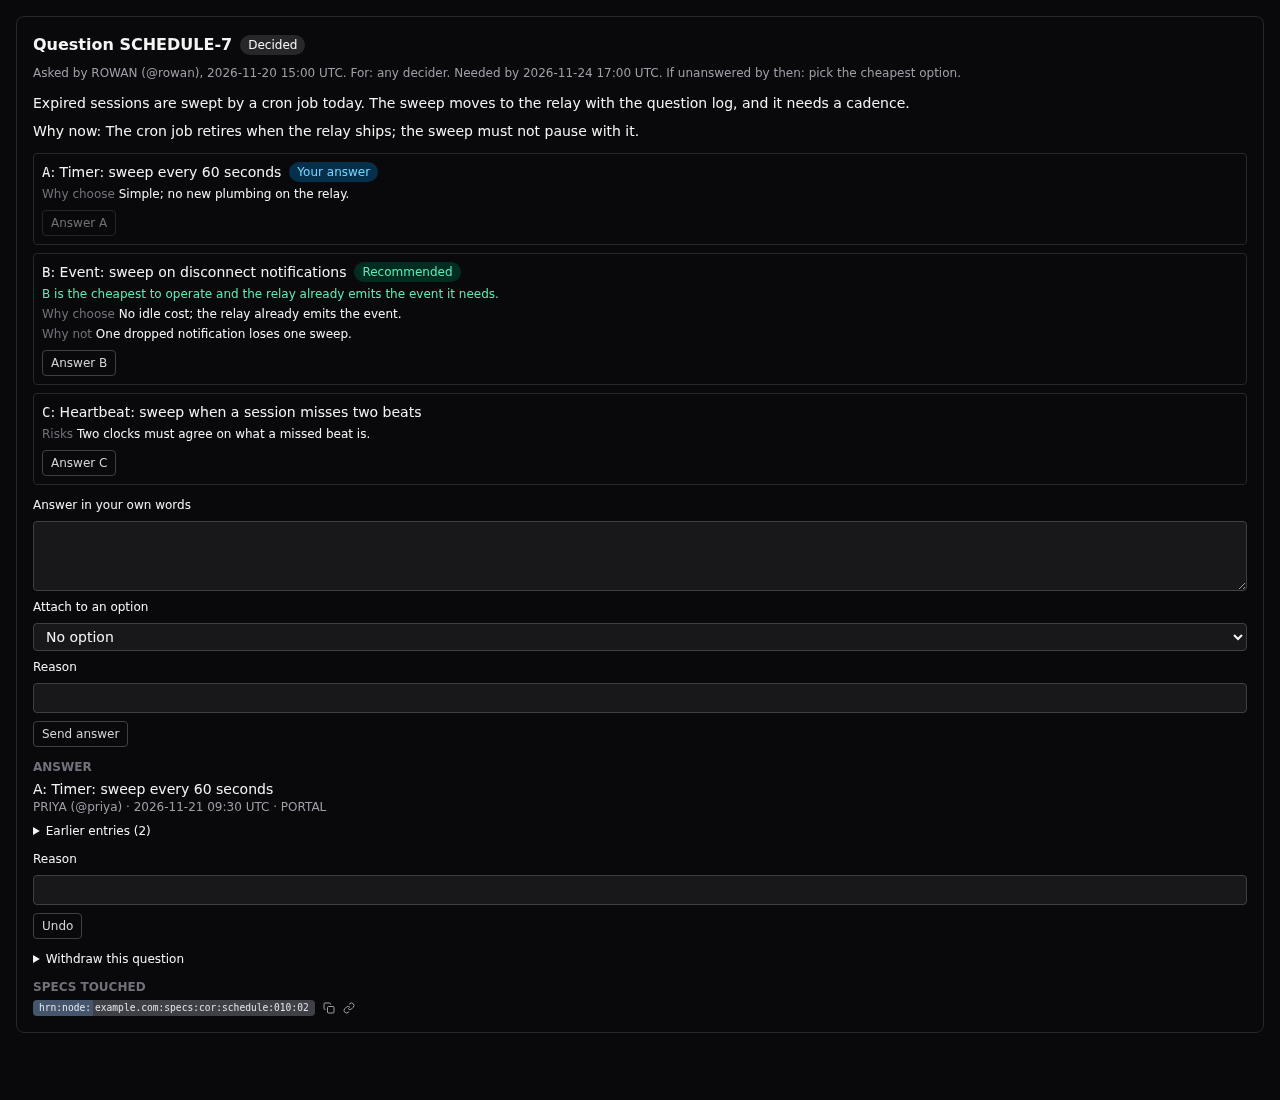 Question SCHEDULE-7 Decided
Asked by ROWAN (@rowan), 2026-11-20 15:00 UTC. For: any decider. Needed by 2026-11-24 17:00 UTC. If unanswered by then: pick the cheapest option.
Expired sessions are swept by a cron job today. The sweep moves to the relay with the question log, and it needs a cadence.
Why now: The cron job retires when the relay ships; the sweep must not pause with it.
A: Timer: sweep every 60 seconds Your answer
Why choose Simple; no new plumbing on the relay.
Answer A
B: Event: sweep on disconnect notifications Recommended
B is the cheapest to operate and the relay already emits the event it needs.
Why choose No idle cost; the relay already emits the event.
Why not One dropped notification loses one sweep.
Answer B
C: Heartbeat: sweep when a session misses two beats
Risks Two clocks must agree on what a missed beat is.
Answer C
Answer in your own words
Attach to an option
No option
Reason
Send answer
ANSWER
A: Timer: sweep every 60 seconds
PRIYA (@priya) · 2026-11-21 09:30 UTC · PORTAL
Earlier entries (2)
Reason
Undo
Withdraw this question
SPECS TOUCHED
hrn:node: example.com:specs:cor:schedule:010:02